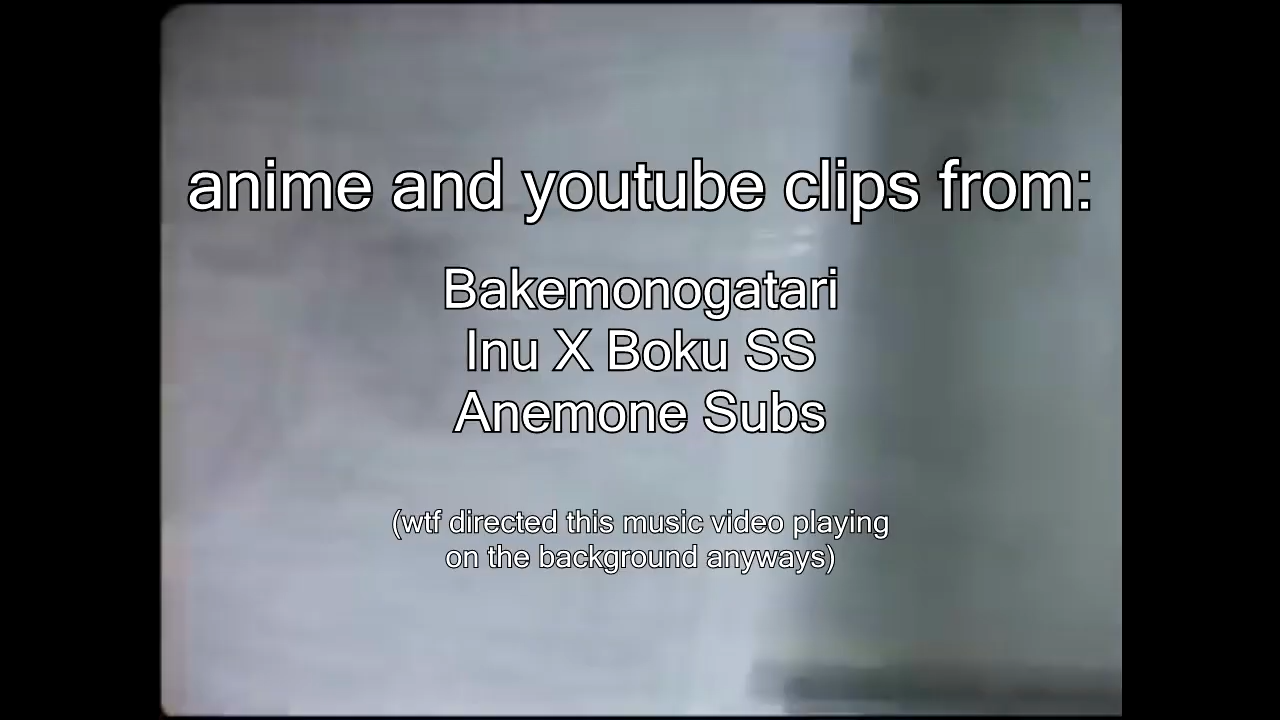 anime and youtube clips from:
Bakemonogatari
Inu X Boku SS
Anemone Subs
(wtf directed this music video playing
on the background anyways)